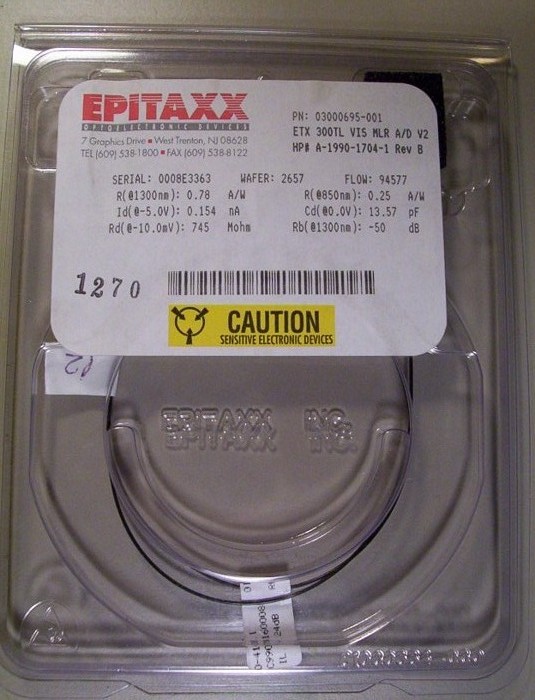 EPITAXX
OPTOELECTRONIC DEVICES
7 Graphics Drive ▪ West Trenton, NJ 08628
TEL (609) 538-1800 ▪ FAX (609) 538-8122
PN: 03000695-001
ETX 300TL VIS MLR A/D V2
HP# A-1990-1704-1 Rev B
SERIAL: 0008E3363 WAFER: 2657 FLOW: 94577
R(@1300nm): 0.78 A/W R(@850nm): 0.25 A/W
Id(@-5.0V): 0.154 nA Cd(@0.0V): 13.57 pF
Rd(@-10.0mV): 745 Mohm Rb(@1300nm): -50 dB
1270
CAUTION
SENSITIVE ELECTRONIC DEVICES
EPITAXX INC.
EPITAXX INC.
IL 24dB